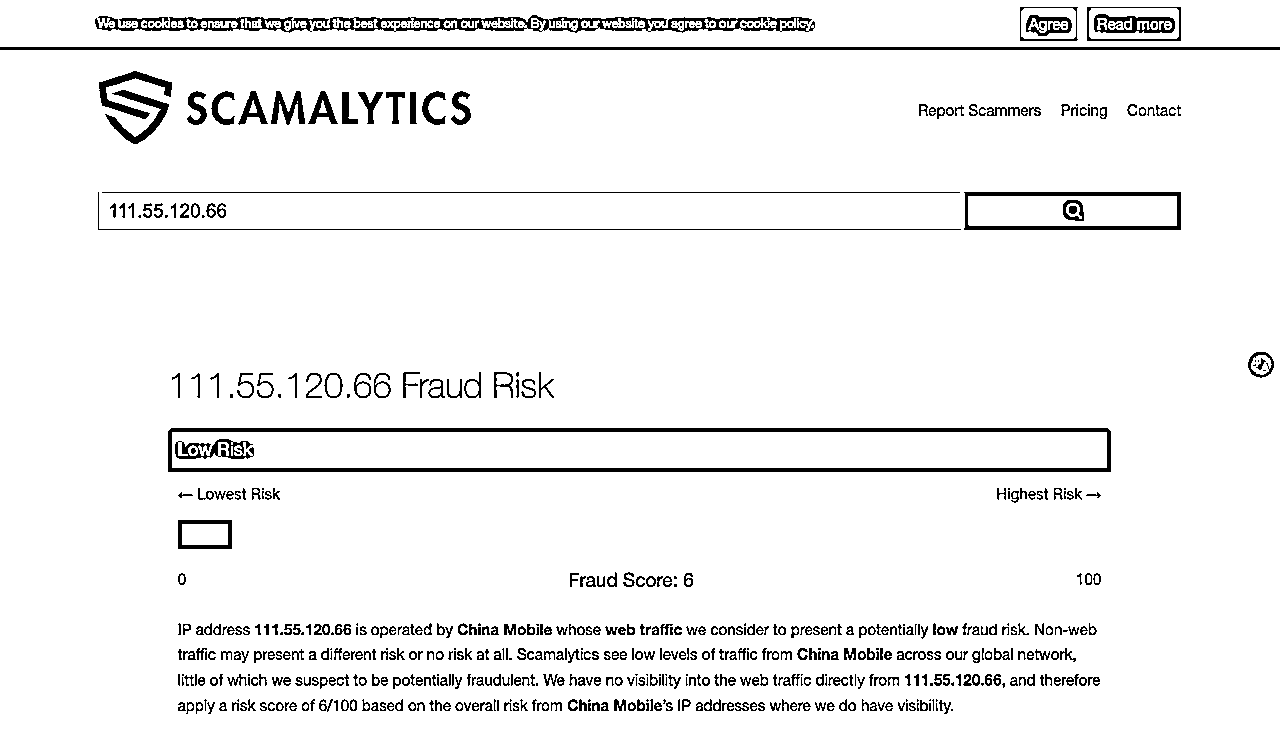 We use cookies to ensure that we give you the best experience on our website. By using our website you agree to our cookie policy.
Agree
Read more
SCAMALYTICS
Report Scammers
Pricing
Contact
111.55.120.66
111.55.120.66 Fraud Risk
Low Risk
← Lowest Risk
Highest Risk →
0
Fraud Score: 6
100
IP address 111.55.120.66 is operated by China Mobile whose web traffic we consider to present a potentially low fraud risk. Non-web
traffic may present a different risk or no risk at all. Scamalytics see low levels of traffic from China Mobile across our global network,
little of which we suspect to be potentially fraudulent. We have no visibility into the web traffic directly from 111.55.120.66, and therefore
apply a risk score of 6/100 based on the overall risk from China Mobile's IP addresses where we do have visibility.